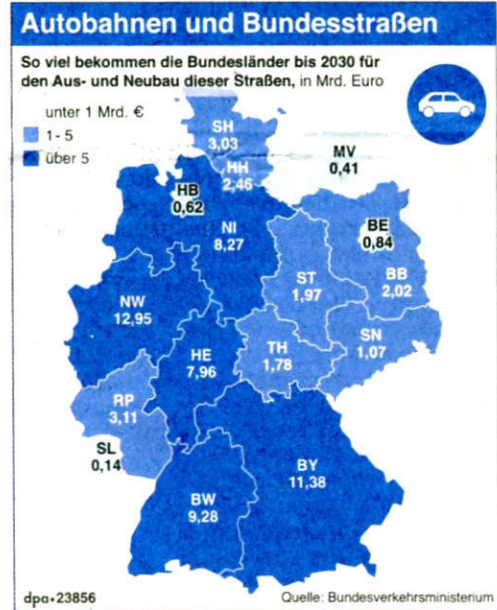 Autobahnen und Bundesstraßen
So viel bekommen die Bundesländer bis 2030 für
den Aus- und Neubau dieser Straßen, in Mrd. Euro
unter 1 Mrd. €
1 - 5
über 5
SH
3,03
HH
2,46
MV
0,41
HB
0,62
NI
8,27
BE
0,84
BB
2,02
ST
1,97
NW
12,95
SN
1,07
HE
7,96
TH
1,78
RP
3,11
SL
0,14
BY
11,38
BW
9,28
dpa•23856
Quelle: Bundesverkehrsministerium